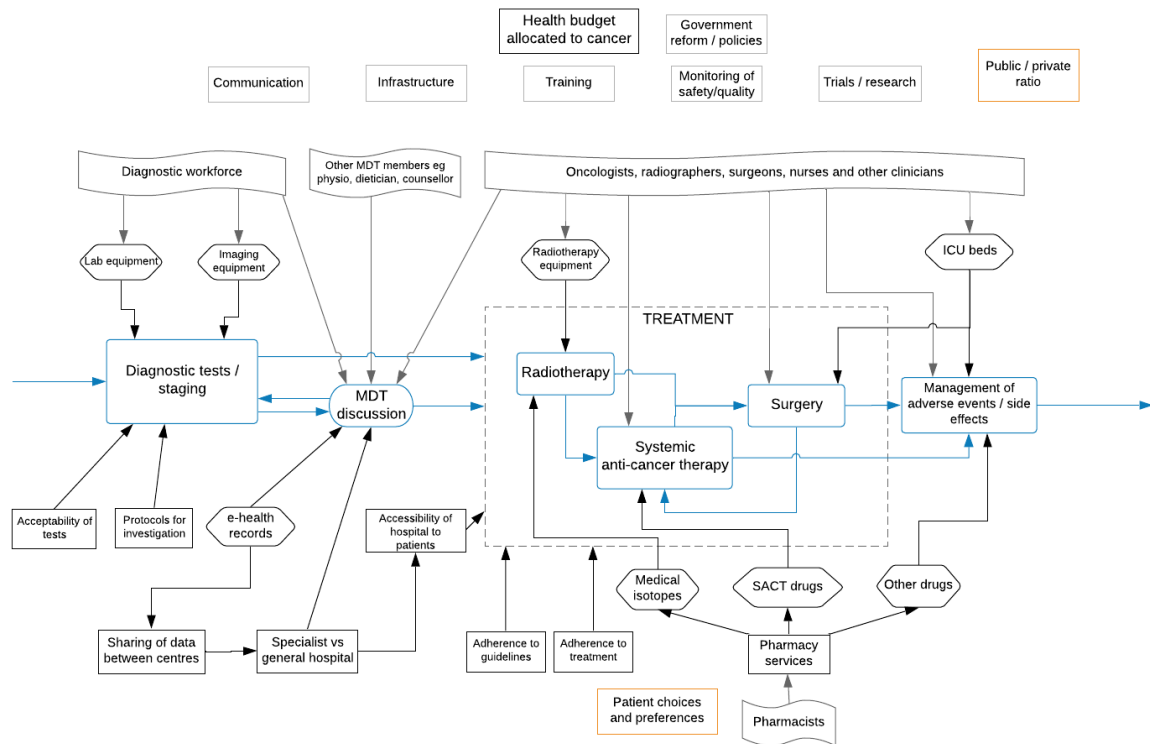 Health budget
allocated to cancer
Government
reform / policies
Communication
Infrastructure
Training
Monitoring of
safety/quality
Trials / research
Public / private
ratio
Diagnostic workforce
Other MDT members eg
physio, dietician, counsellor
Oncologists, radiographers, surgeons, nurses and other clinicians
Lab equipment
Imaging
equipment
Radiotherapy
equipment
ICU beds
TREATMENT
Diagnostic tests /
staging
MDT
discussion
Radiotherapy
Surgery
Systemic
anti-cancer therapy
Management of
adverse events / side
effects
Acceptability of
tests
Protocols for
investigation
e-health
records
Accessibility of
hospital to
patients
Medical
isotopes
SACT drugs
Other drugs
Sharing of data
between centres
Specialist vs
general hospital
Adherence to
guidelines
Adherence to
treatment
Pharmacy
services
Patient choices
and preferences
Pharmacists